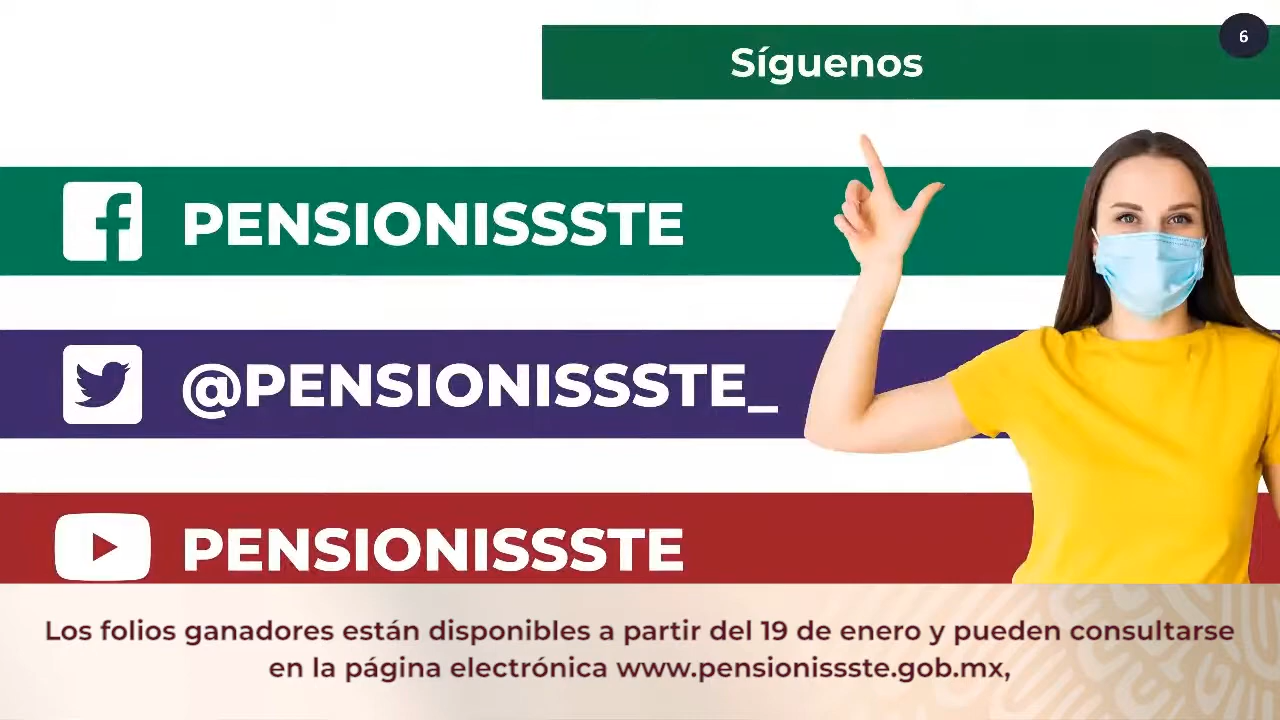 6
Síguenos
PENSIONISSSTE
@PENSIONISSSTE_
PENSIONISSSTE
Los folios ganadores están disponibles a partir del 19 de enero y pueden consultarse
en la página electrónica www.pensionissste.gob.mx,